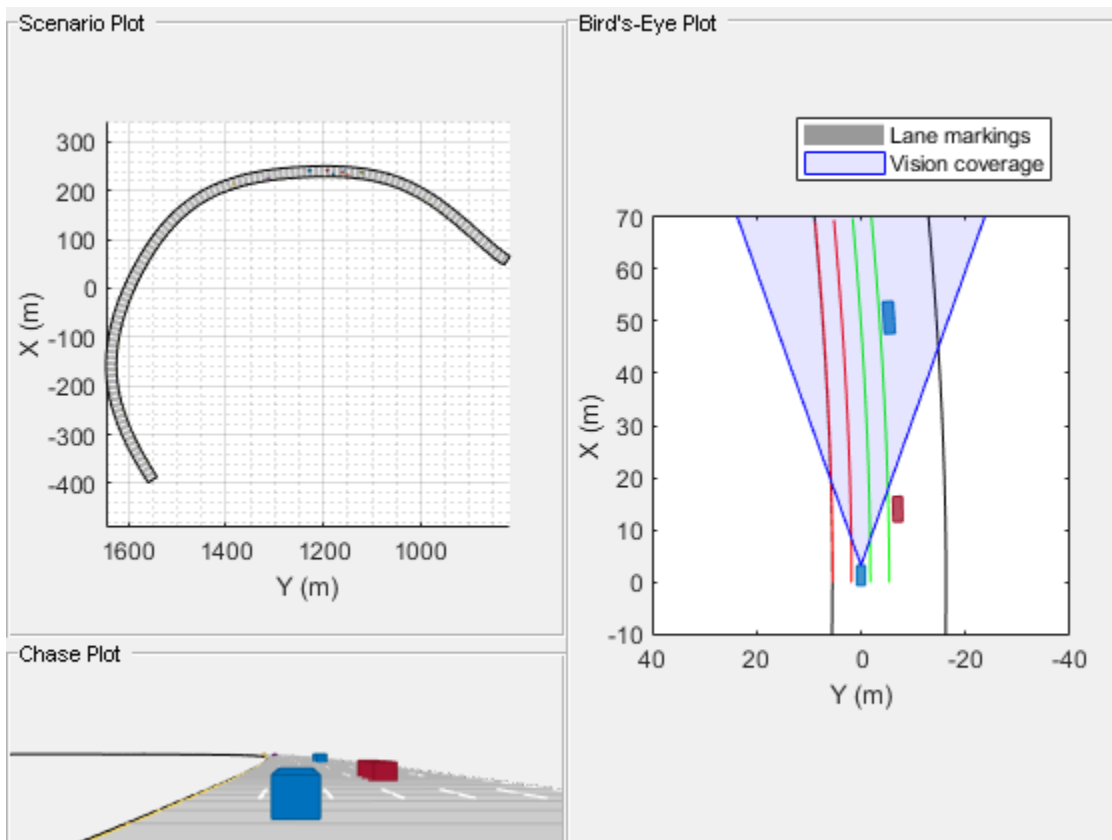 Scenario Plot
300
200
100
0
-100
-200
-300
-400
X (m)
1600
1400
1200
1000
Y (m)
Chase Plot
Bird's-Eye Plot
Lane markings
Vision coverage
70
60
50
40
30
20
10
0
-10
X (m)
40
20
0
-20
-40
Y (m)